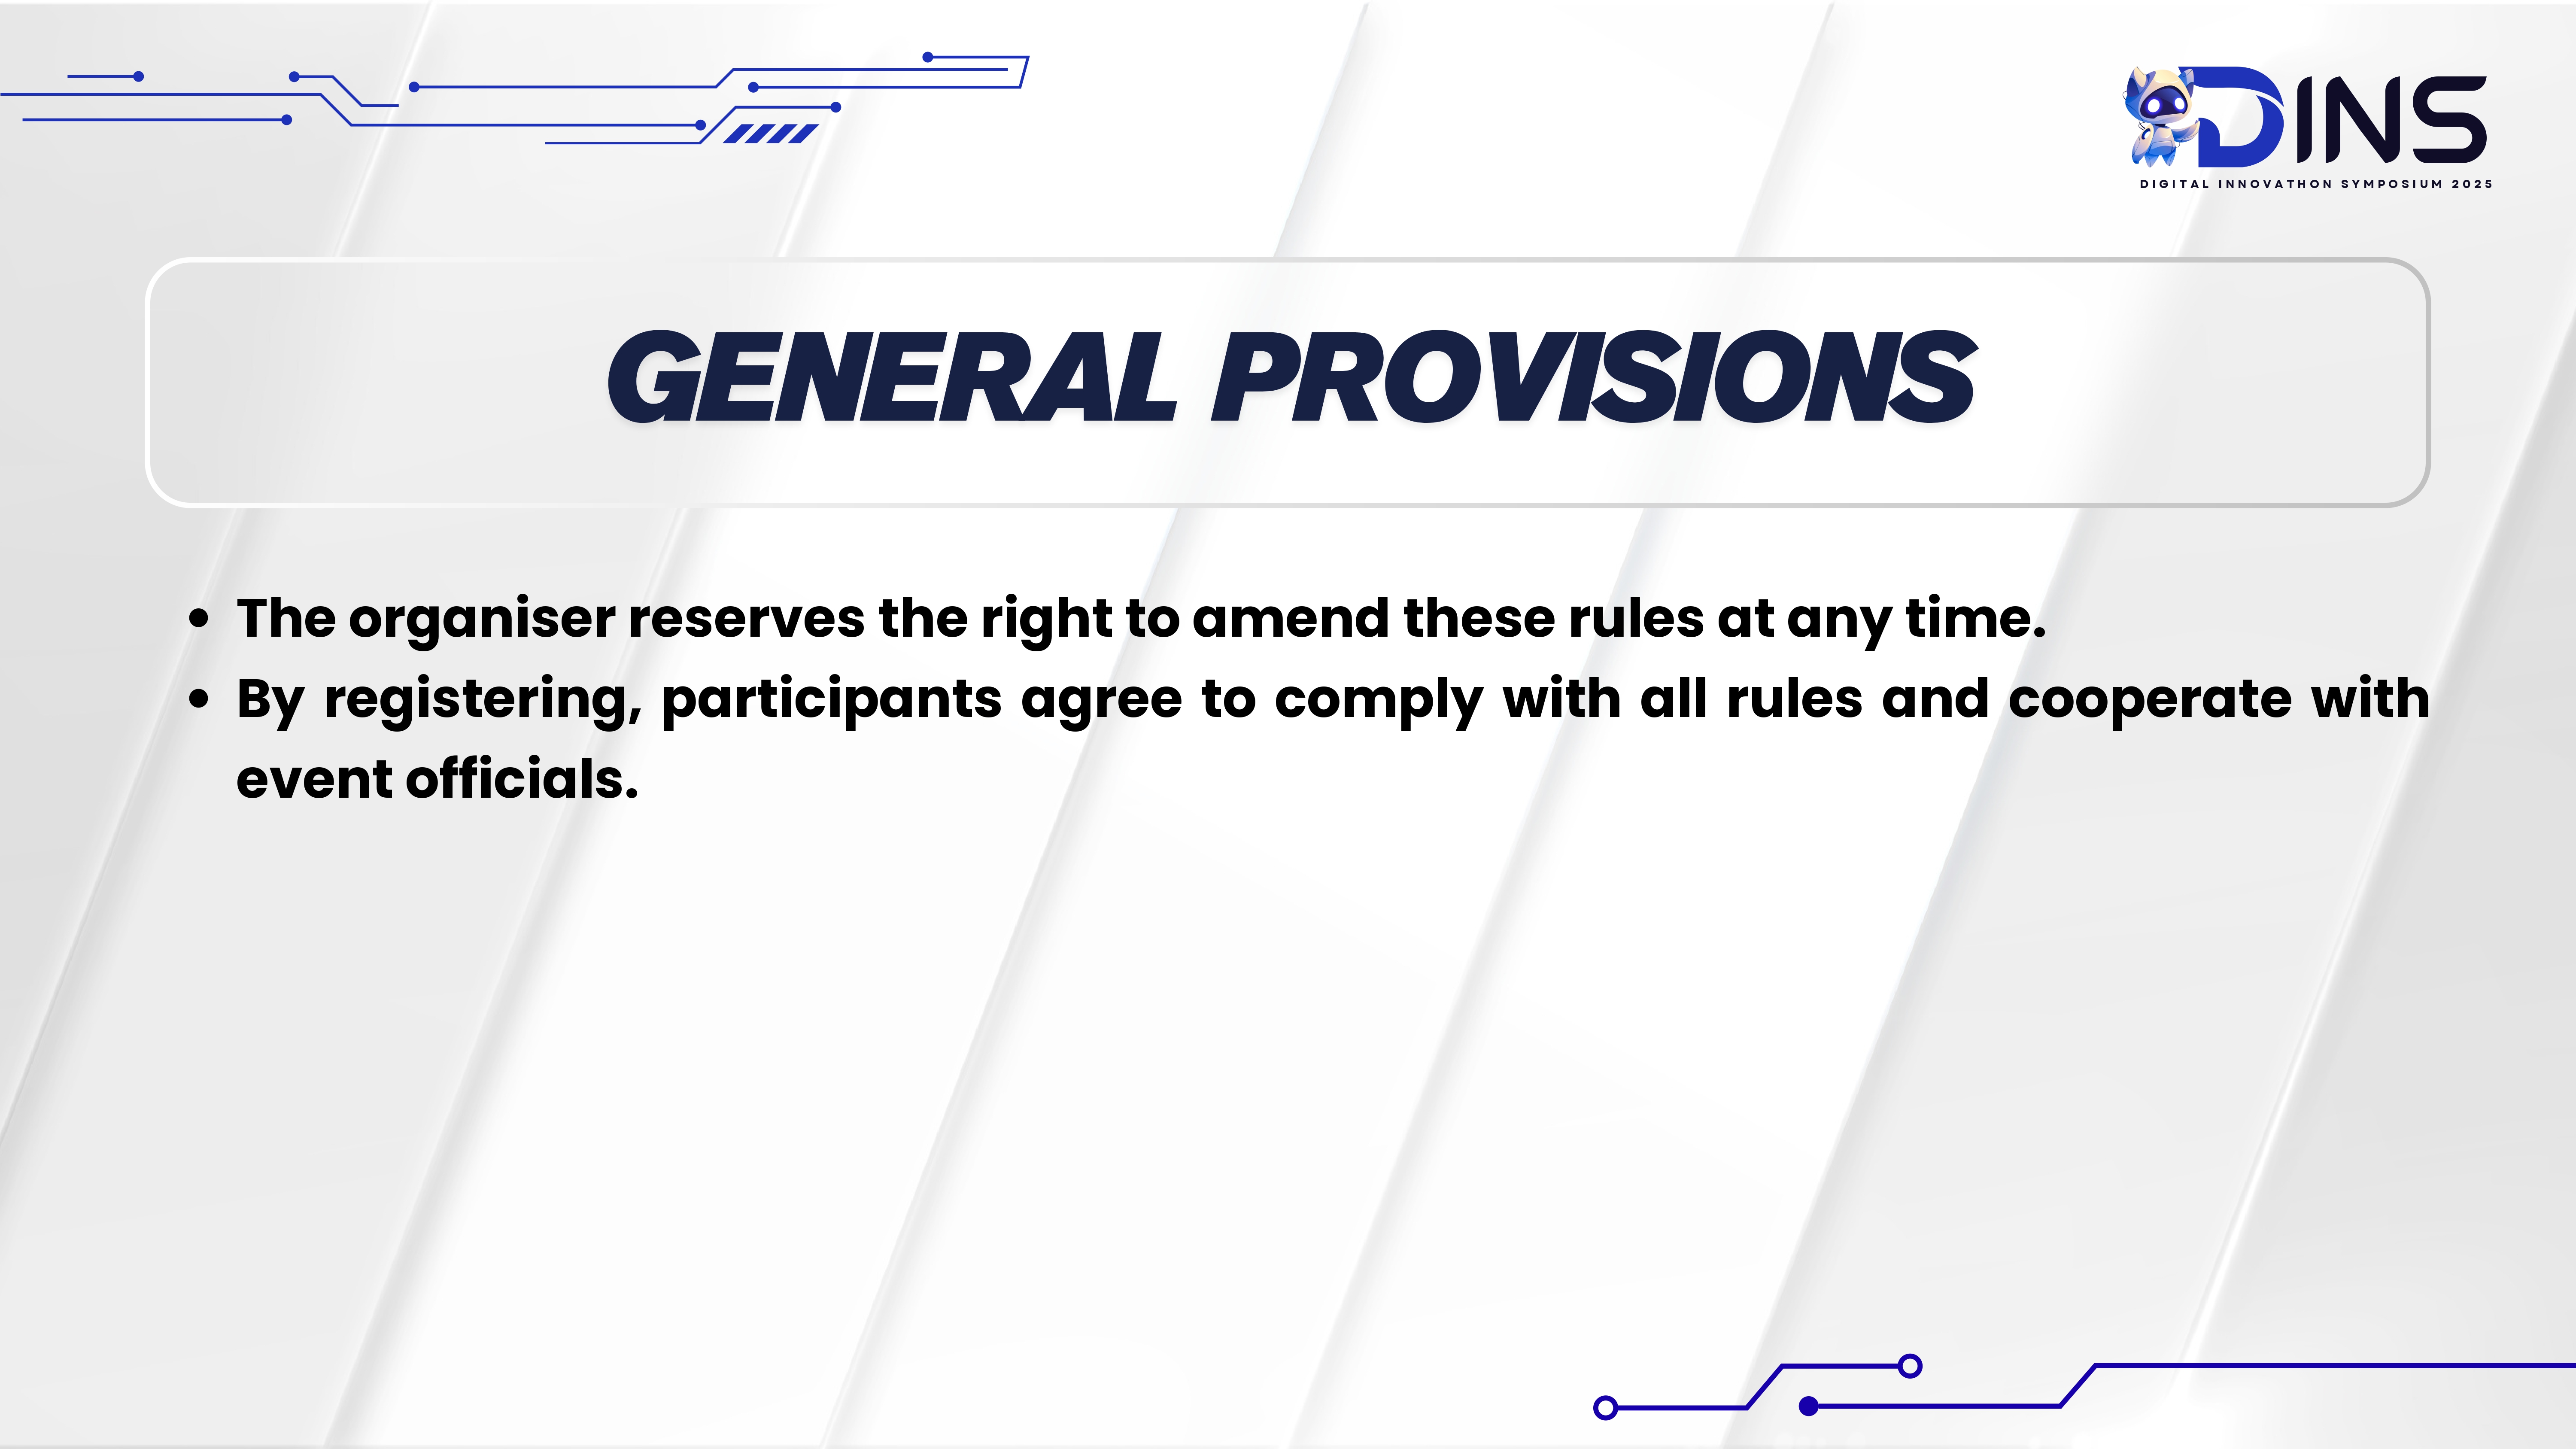 DINS
DIGITAL INNOVATHON SYMPOSIUM 2025
GENERAL PROVISIONS
• The organiser reserves the right to amend these rules at any time.
• By registering, participants agree to comply with all rules and cooperate with
event officials.